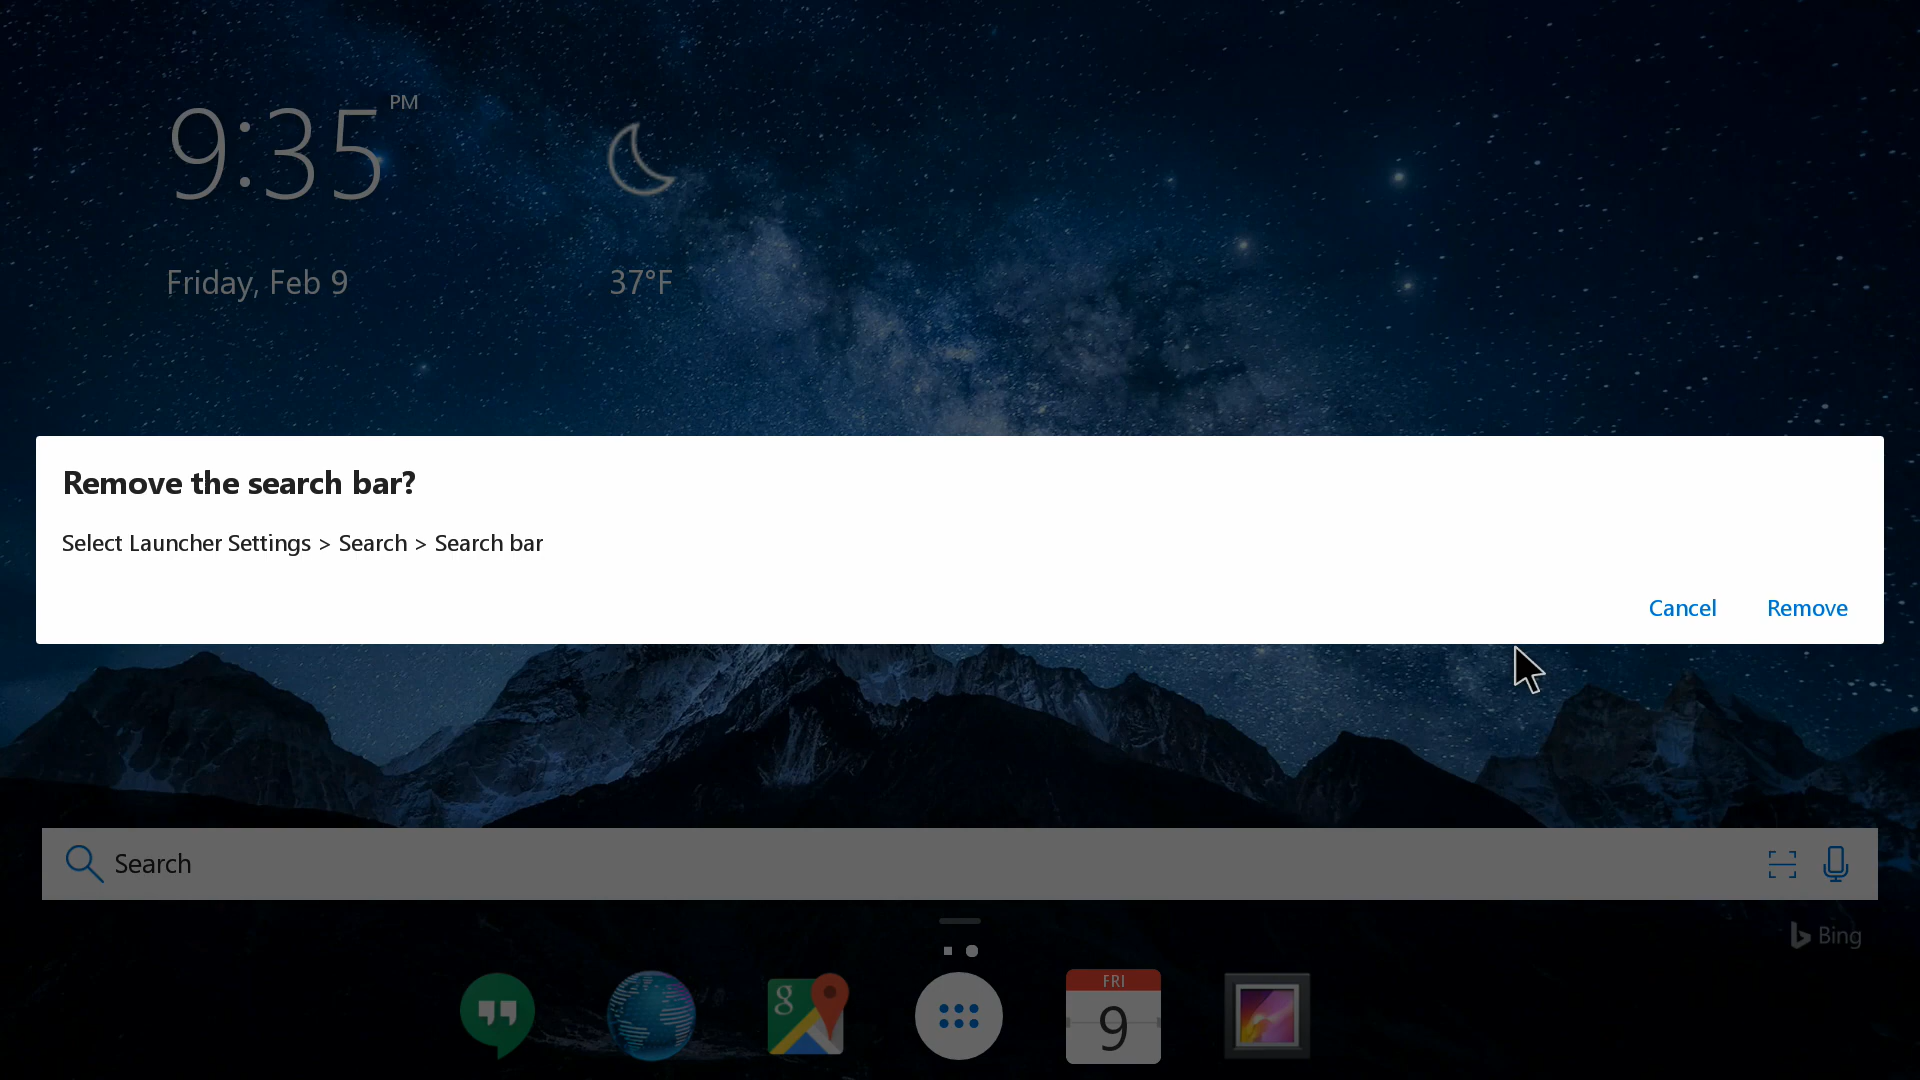 9:35 PM
Friday, Feb 9
37°F
Remove the search bar?
Select Launcher Settings > Search > Search bar
Cancel
Remove
Search
Bing
g
FRI
9